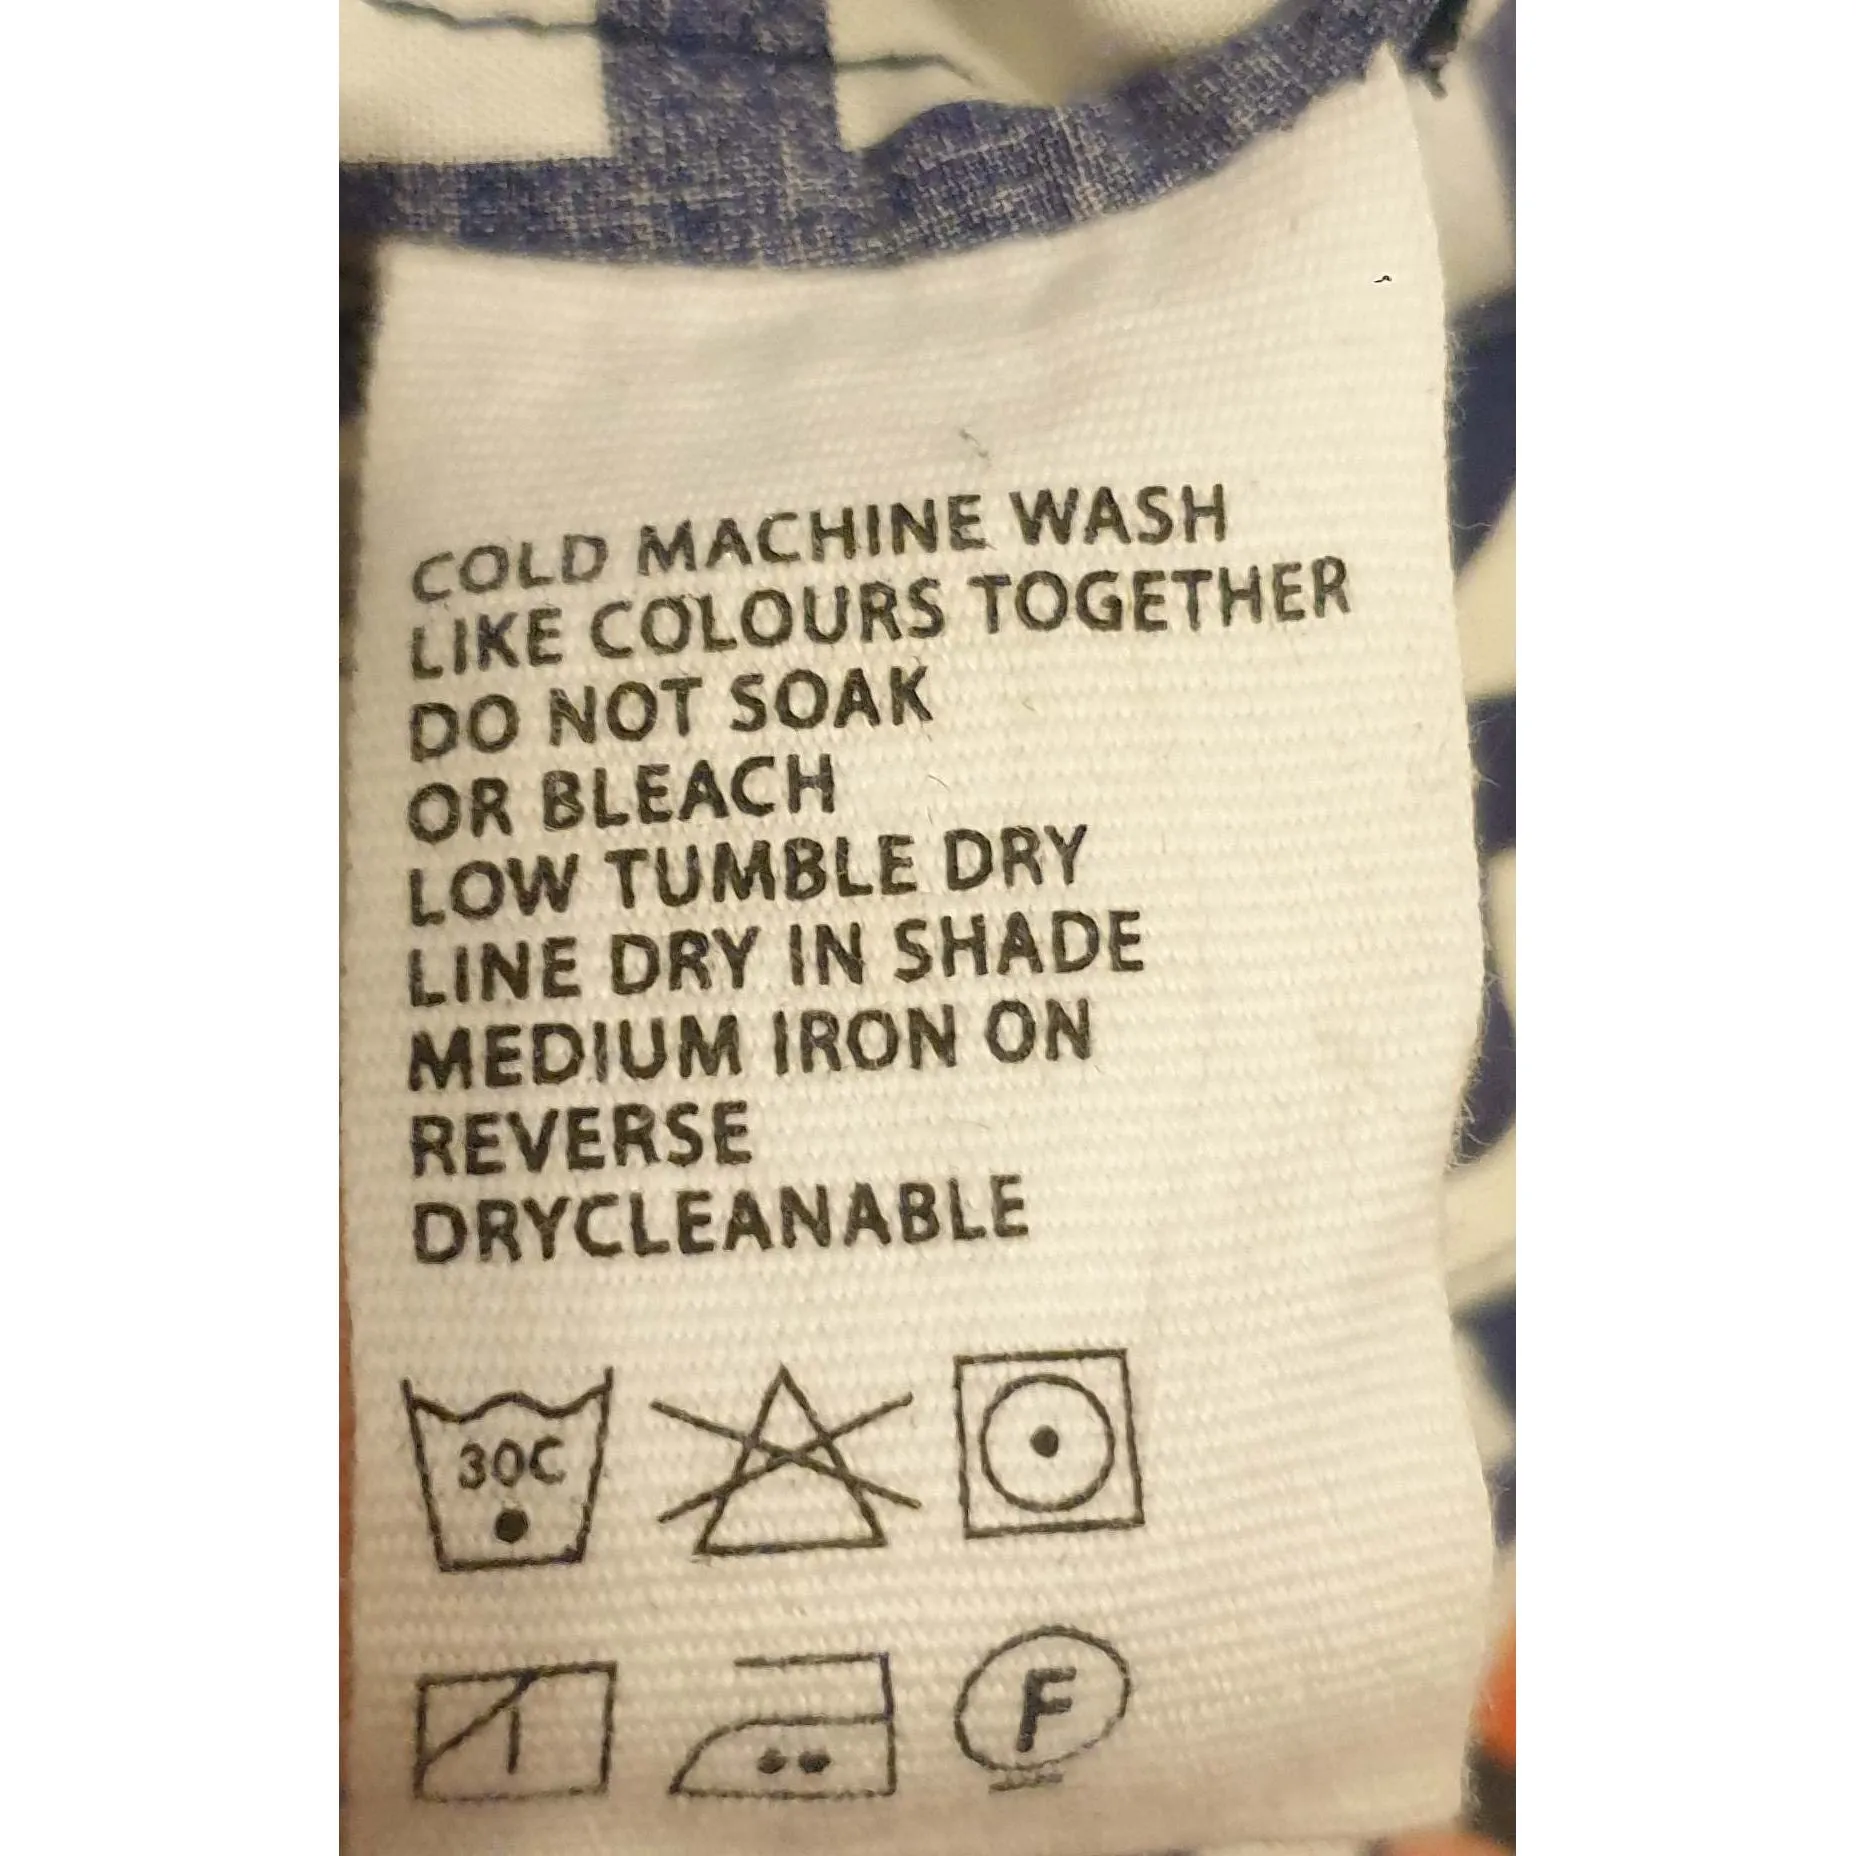 COLD MACHINE WASH
LIKE COLOURS TOGETHER
DO NOT SOAK
OR BLEACH
LOW TUMBLE DRY
LINE DRY IN SHADE
MEDIUM IRON ON
REVERSE
DRYCLEANABLE
30C
F